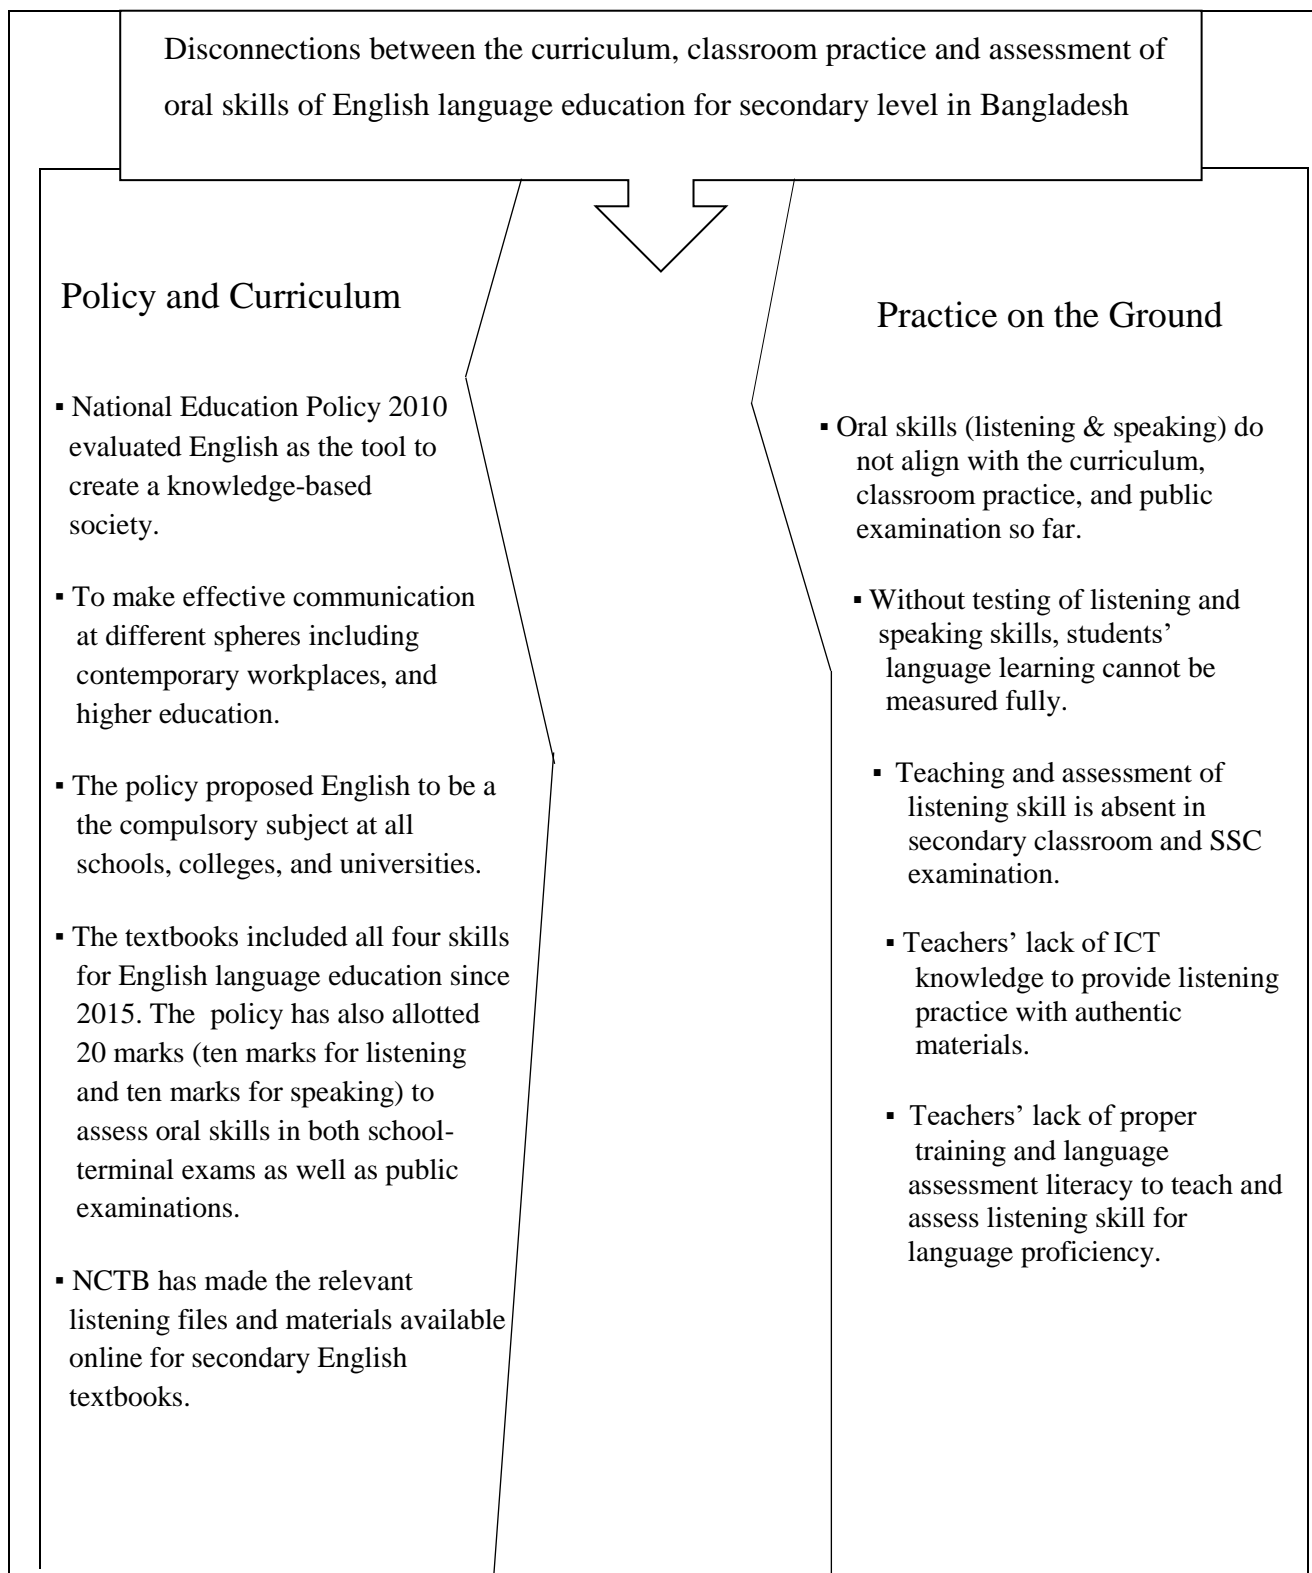 Disconnections between the curriculum, classroom practice and assessment of
oral skills of English language education for secondary level in Bangladesh
Policy and Curriculum
▪ National Education Policy 2010
evaluated English as the tool to
create a knowledge-based
society.
▪ To make effective communication
at different spheres including
contemporary workplaces, and
higher education.
▪ The policy proposed English to be a
the compulsory subject at all
schools, colleges, and universities.
▪ The textbooks included all four skills
for English language education since
2015. The policy has also allotted
20 marks (ten marks for listening
and ten marks for speaking) to
assess oral skills in both school-
terminal exams as well as public
examinations.
▪ NCTB has made the relevant
listening files and materials available
online for secondary English
textbooks.
Practice on the Ground
▪ Oral skills (listening & speaking) do
not align with the curriculum,
classroom practice, and public
examination so far.
▪ Without testing of listening and
speaking skills, students’
language learning cannot be
measured fully.
▪ Teaching and assessment of
listening skill is absent in
secondary classroom and SSC
examination.
▪ Teachers’ lack of ICT
knowledge to provide listening
practice with authentic
materials.
▪ Teachers’ lack of proper
training and language
assessment literacy to teach and
assess listening skill for
language proficiency.